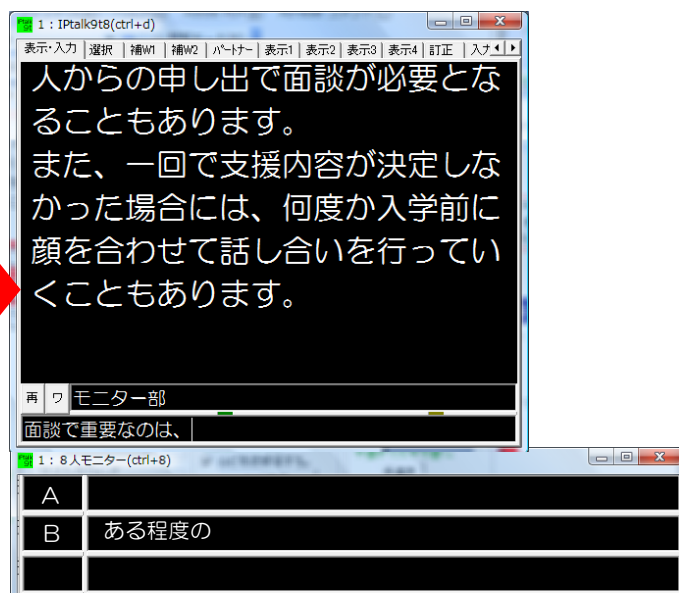 1 : IPtalk9t8(ctrl+d)
表示・入力 選択 補W1 補W2 パートナー 表示1 表示2 表示3 表示4 訂正 入ナ
人からの申し出で面談が必要とな
ることもあります。
また、一回で支援内容が決定しな
かった場合には、何度か入学前に
顔を合わせて話し合いを行ってい
くこともあります。
再 ワ モニター部
面談で重要なのは、
1 : 8人モニター(ctrl+8)
A
B ある程度の